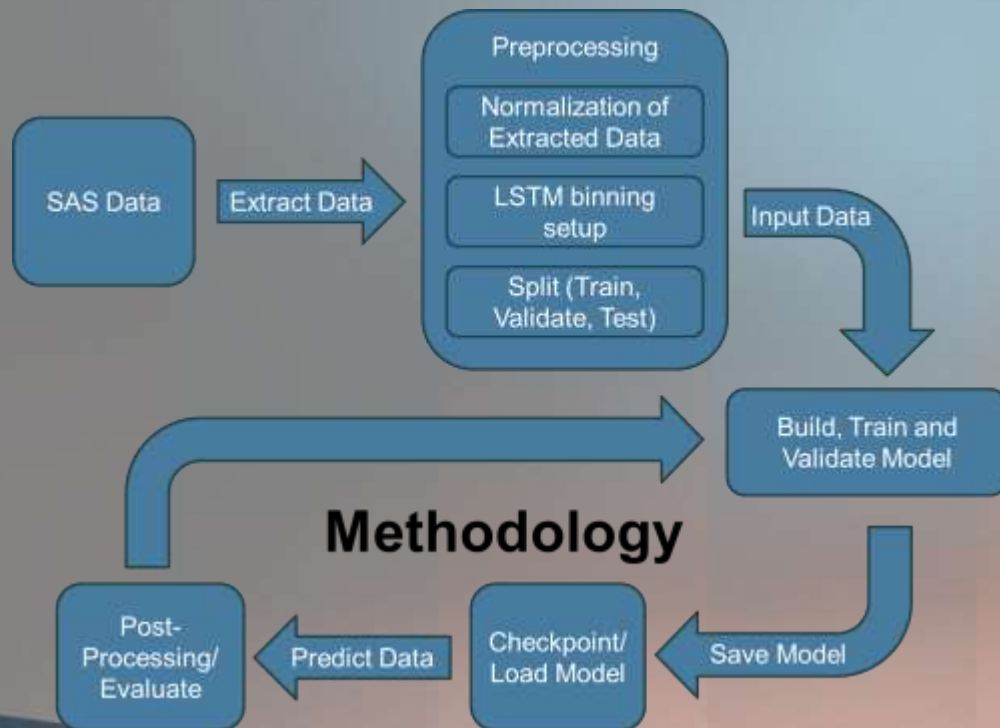 Preprocessing
Normalization of
Extracted Data
SAS Data
Extract Data
LSTM binning
setup
Input Data
Split (Train,
Validate, Test)
Build, Train and
Validate Model
Methodology
Post-
Processing/
Evaluate
Predict Data
Checkpoint/
Load Model
Save Model